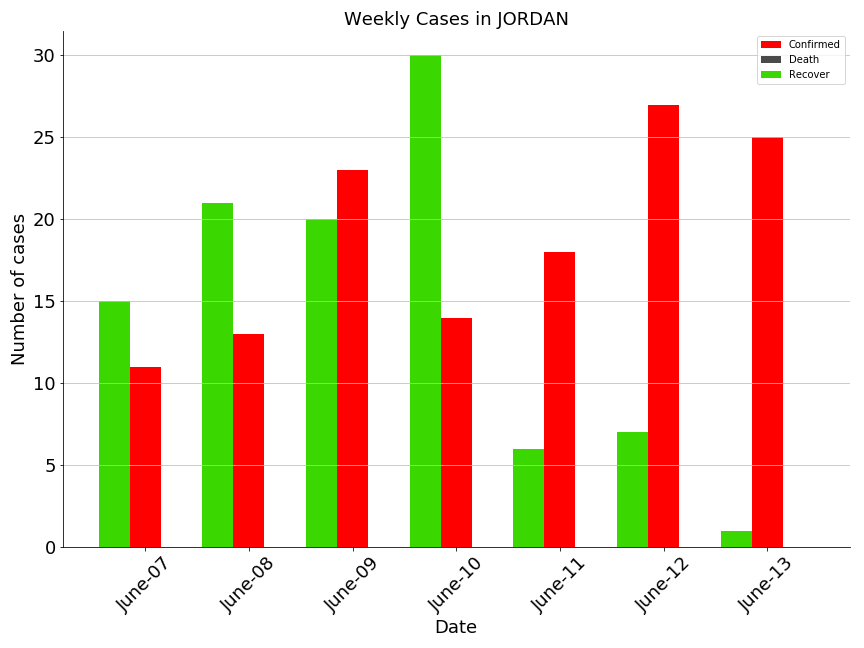 Weekly Cases in JORDAN
Confirmed
Death
Recover
Number of cases
30
25
20
15
10
5
0
June-07
June-08
June-09
June-10
June-11
June-12
June-13
Date